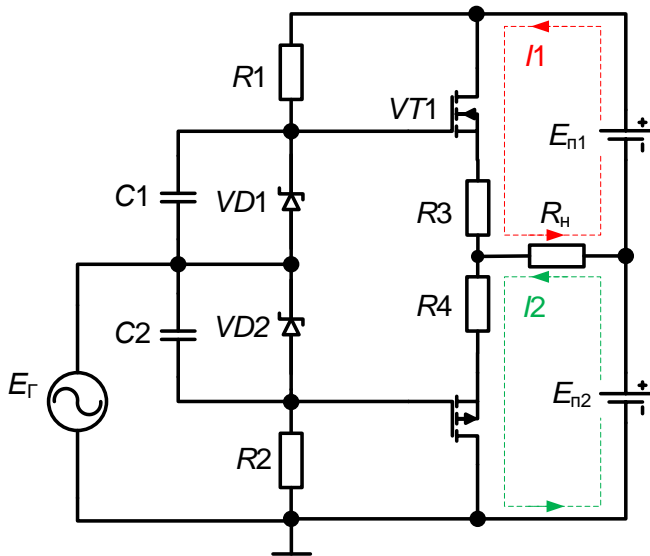 I1
R1
VT1
+
Eп1
-
C1
VD1
R3
Rн
R4
I2
C2
VD2
+
EГ
Eп2
-
R2